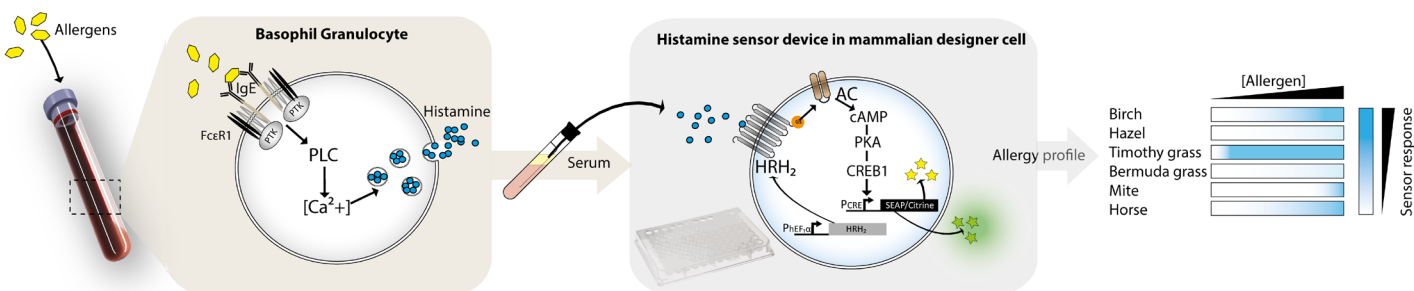 Allergens
Basophil Granulocyte
IgE
PTK
FcεR1
PTK
Histamine
PLC
[Ca²+]
Serum
Histamine sensor device in mammalian designer cell
AC
cAMP
PKA
HRH₂
CREB1
PCRE
SEAP/Citrine
PhEF₁α
HRH₂
Allergy profile
[Allergen]
Birch
Hazel
Timothy grass
Bermuda grass
Mite
Horse
Sensor response